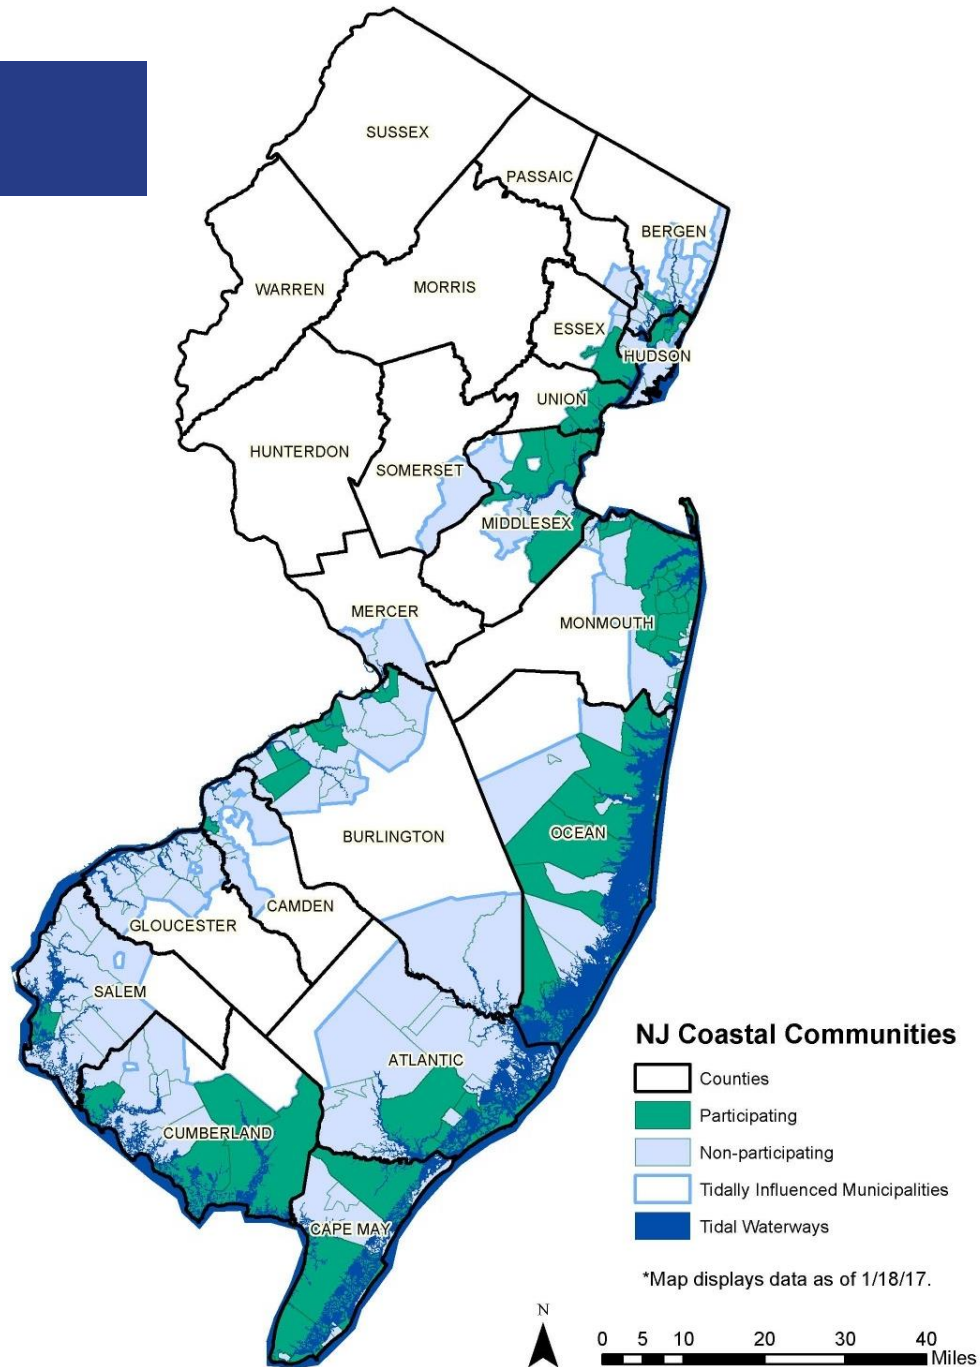 SUSSEX
PASSAIC
BERGEN
WARREN
MORRIS
ESSEX
HUDSON
UNION
HUNTERDON
SOMERSET
MIDDLESEX
MERCER
MONMOUTH
OCEAN
BURLINGTON
CAMDEN
GLOUCESTER
SALEM
ATLANTIC
CUMBERLAND
CAPE MAY
NJ Coastal Communities
Counties
Participating
Non-participating
Tidally Influenced Municipalities
Tidal Waterways
*Map displays data as of 1/18/17.
N
0 5 10 20 30 40
Miles